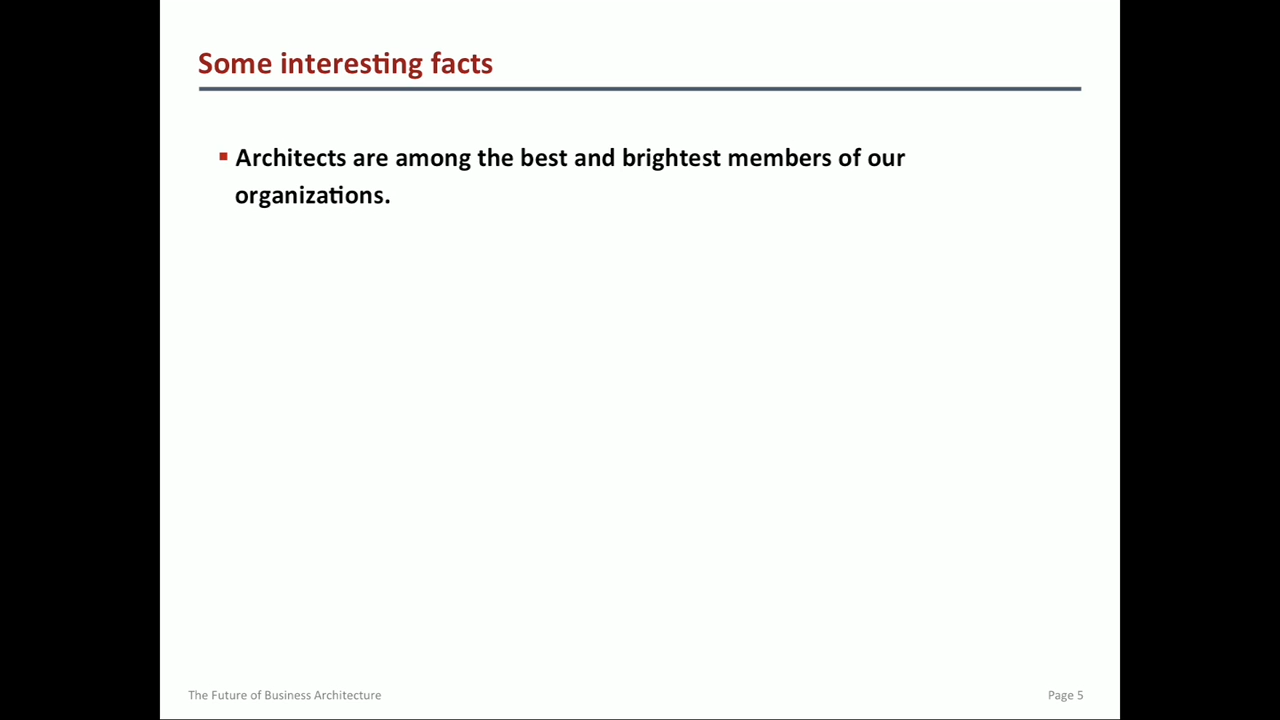 Some interesting facts
▪ Architects are among the best and brightest members of our
organizations.
The Future of Business Architecture
Page 5